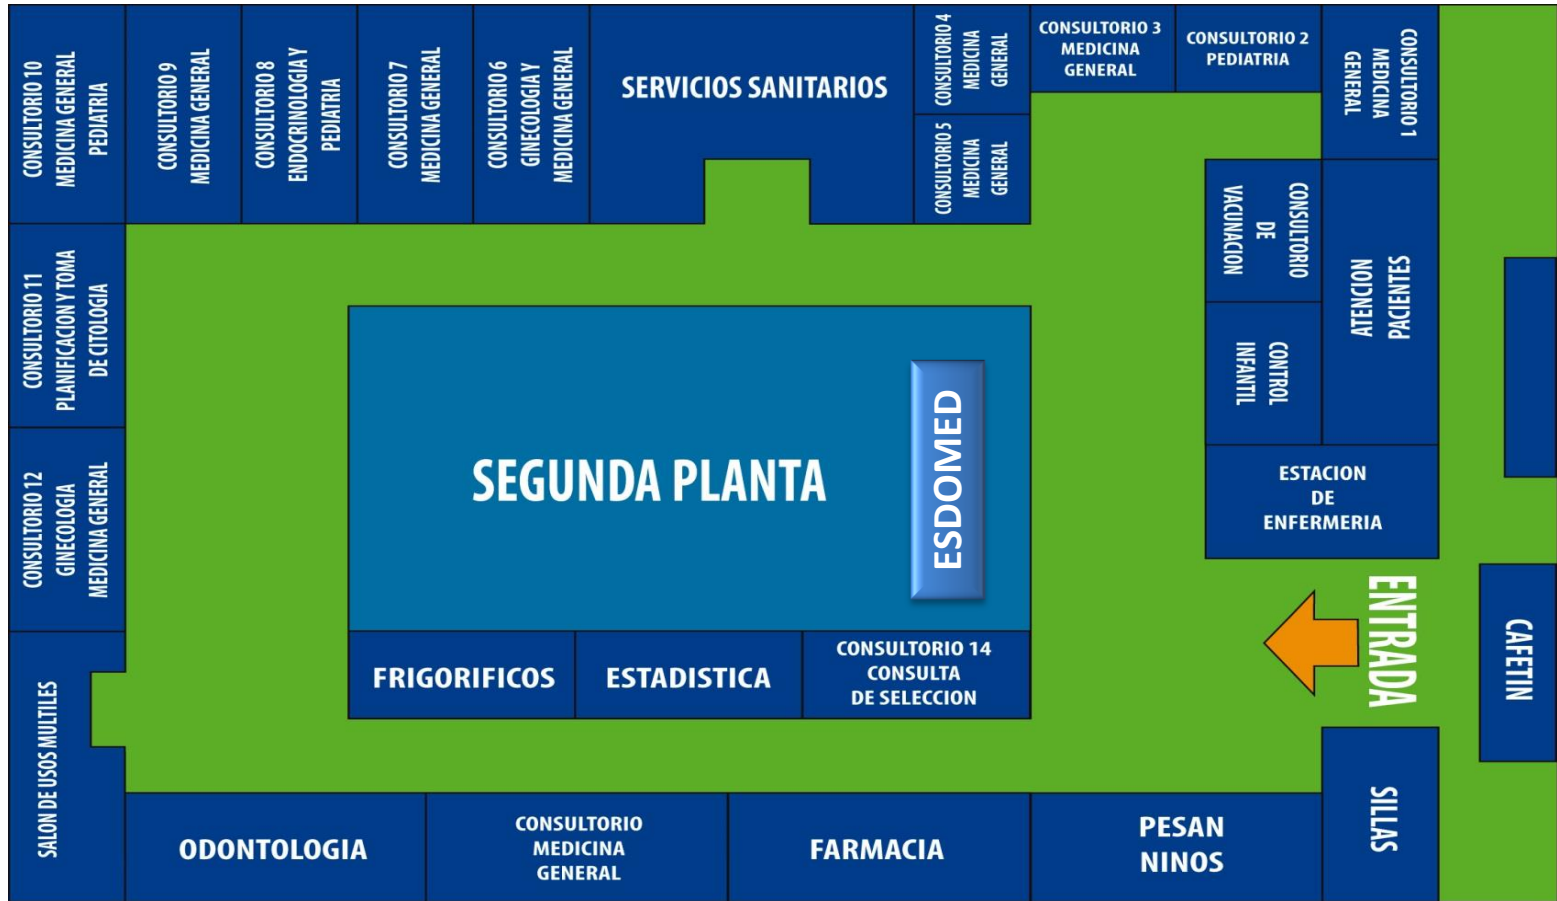 CONSULTORIO 10
MEDICINA GENERAL
PEDIATRIA
CONSULTORIO 9
MEDICINA GENERAL
CONSULTORIO 8
ENDOCRINOLOGIA Y
PEDIATRIA
CONSULTORIO 7
MEDICINA GENERAL
CONSULTORIO 6
GINECOLOGIA Y
MEDICINA GENERAL
SERVICIOS SANITARIOS
CONSULTORIO 4
MEDICINA
GENERAL
CONSULTORIO 5
MEDICINA
GENERAL
CONSULTORIO 3
MEDICINA
GENERAL
CONSULTORIO 2
PEDIATRIA
CONSULTORIO 1
MEDICINA
GENERAL
CONSULTORIO
DE
VACUNACION
PACIENTES
ATENCION
CONTROL
INFANTIL
ESTACION
DE
ENFERMERIA
CONSULTORIO 11
PLANIFICACION Y TOMA
DE CITOLOGIA
CONSULTORIO 12
GINECOLOGIA
MEDICINA GENERAL
SEGUNDA PLANTA
ESDOMED
ENTRADA
CAFETIN
FRIGORIFICOS
ESTADISTICA
CONSULTORIO 14
CONSULTA
DE SELECCION
SALON DE USOS MULTILES
ODONTOLOGIA
CONSULTORIO
MEDICINA
GENERAL
FARMACIA
PESAN
NINOS
SILLAS